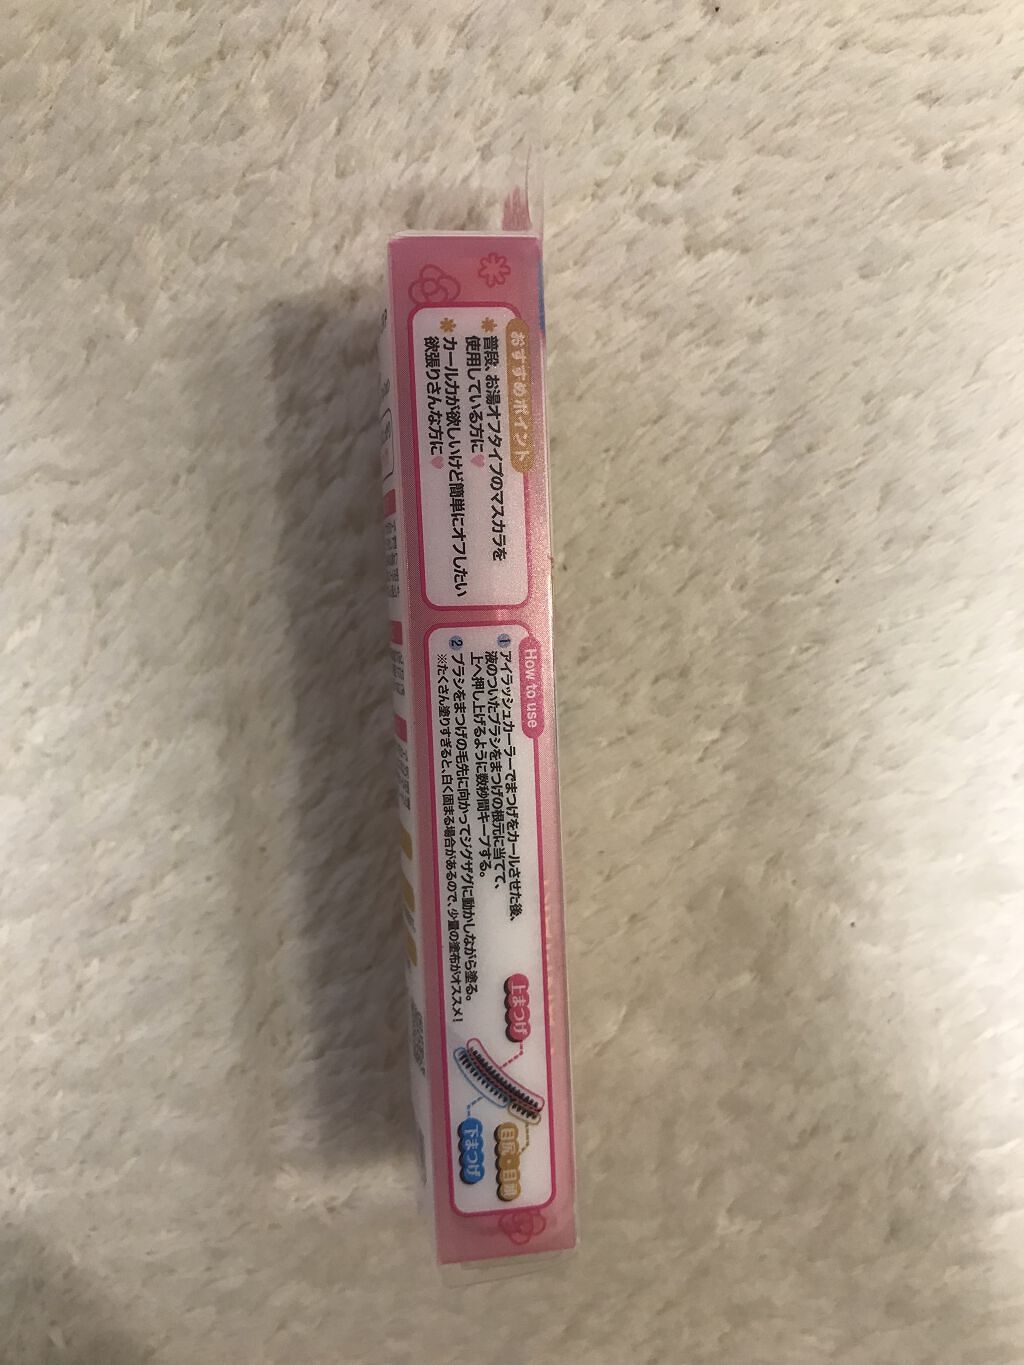 おすすめポイント
普段、お湯オフタイプのマスカラを
使用している方に
カール力が欲しいけど簡単にオフしたい
欲張りさんな方に
How to use
1 アイラッシュカーラーでまつげをカールさせた後、
液のついたブラシをまつげの根元に当てて、
上へ押し上げるように数秒間キープする。
2 ブラシをまつげの毛先に向かってジグザグに動かしながら塗る。
※たくさん塗りすぎると、白く固まる場合があるので、少量の塗布がオススメ!
上まつげ
目尻・目頭
下まつげ